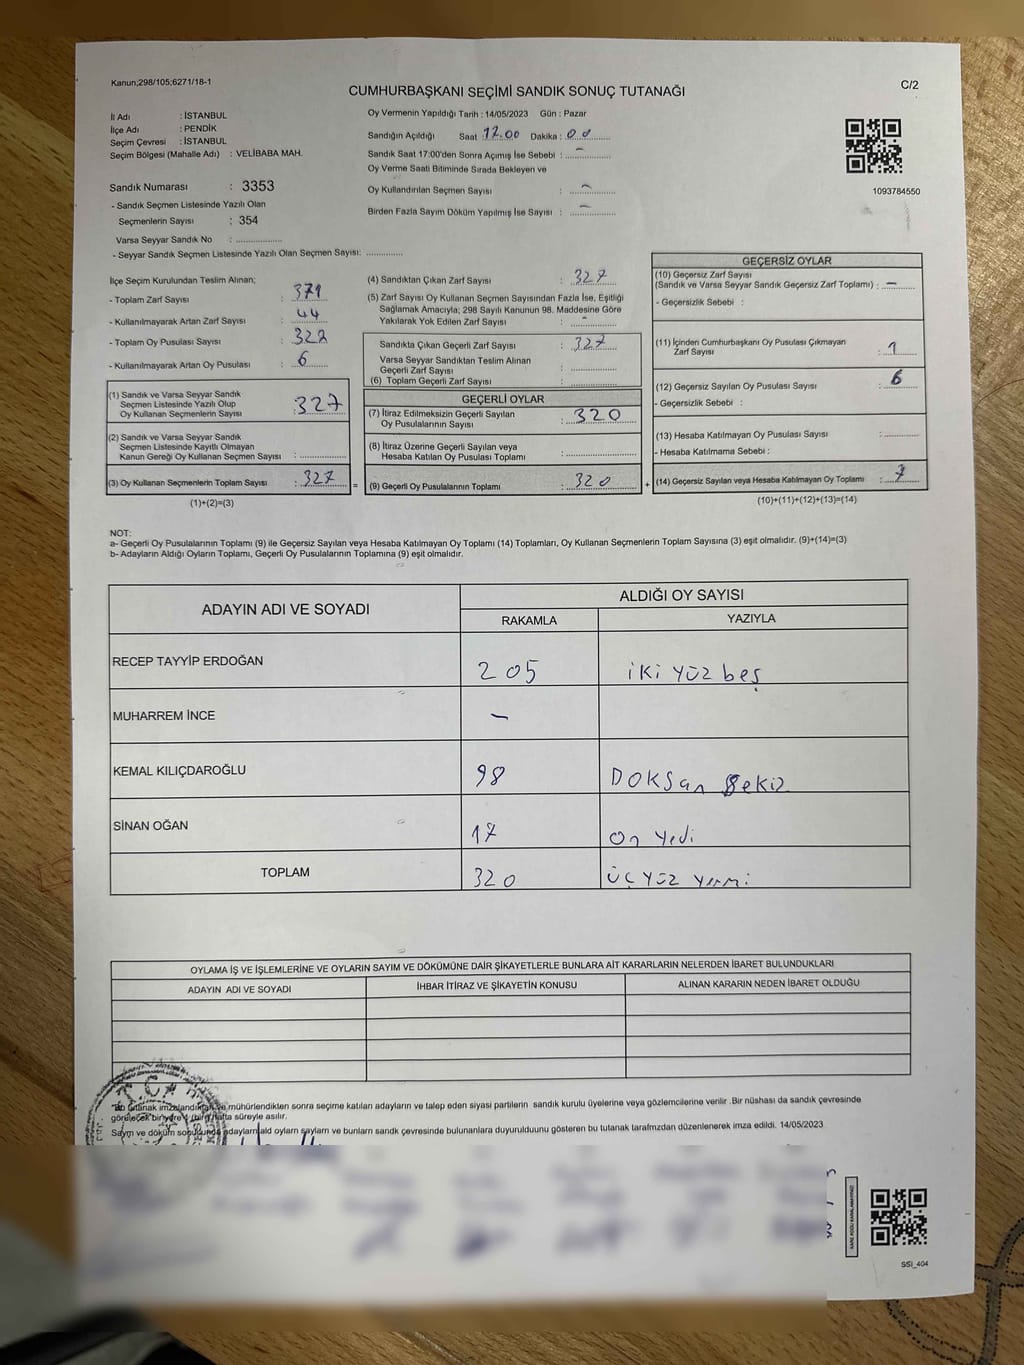 Kanun;298/105;6271/18-1
CUMHURBAŞKANI SEÇİMİ SANDIK SONUÇ TUTANAĞI
C/2
İl Adı : İSTANBUL
İlçe Adı : PENDİK
Seçim Çevresi : İSTANBUL
Seçim Bölgesi (Mahalle Adı) : VELİBABA MAH.
Oy Vermenin Yapıldığı Tarih : 14/05/2023 Gün : Pazar
Sandığın Açıldığı Saat 17.00 Dakika : 00
Sandık Saat 17:00'den Sonra Açımış İse Sebebi : –
Oy Verme Saati Bitiminde Sırada Bekleyen ve
Oy Kullandırılan Seçmen Sayısı : –
Birden Fazla Sayım Döküm Yapılmış İse Sayısı : –
1093784550
Sandık Numarası : 3353
- Sandık Seçmen Listesinde Yazılı Olan
Seçmenlerin Sayısı : 354
Varsa Seyyar Sandık No : ..................
- Seyyar Sandık Seçmen Listesinde Yazılı Olan Seçmen Sayısı: ..............
İlçe Seçim Kurulundan Teslim Alınan;
- Toplam Zarf Sayısı : 371
- Kullanılmayarak Artan Zarf Sayısı : 44
- Toplam Oy Pusulası Sayısı :
- Kullanılmayarak Artan Oy Pusulası : 6
(1) Sandık ve Varsa Seyyar Sandık
Seçmen Listesinde Yazılı Olup
Oy Kullanan Seçmenlerin Sayısı : 327
(2) Sandık ve Varsa Seyyar Sandık
Seçmen Listesinde Kayıtlı Olmayan
Kanun Gereği Oy Kullanan Seçmen Sayısı : ..............
(3) Oy Kullanan Seçmenlerin Toplam Sayısı : 327
(1)+(2)=(3)
(4) Sandıktan Çıkan Zarf Sayısı : 327
(5) Zarf Sayısı Oy Kullanan Seçmen Sayısından Fazla İse, Eşitliği
Sağlamak Amacıyla; 298 Sayılı Kanunun 98. Maddesine Göre
Yakılarak Yok Edilen Zarf Sayısı : –
Sandıkta Çıkan Geçerli Zarf Sayısı : 327
Varsa Seyyar Sandıktan Teslim Alınan
Geçerli Zarf Sayısı : ..............
(6) Toplam Geçerli Zarf Sayısı : ..............
GEÇERLİ OYLAR
(7) İtiraz Edilmeksizin Geçerli Sayılan
Oy Pusulalarının Sayısı : 320
(8) İtiraz Üzerine Geçerli Sayılan veya
Hesaba Katılan Oy Pusulası Toplamı : ..............
(9) Geçerli Oy Pusulalarının Toplamı : 320
GEÇERSİZ OYLAR
(10) Geçersiz Zarf Sayısı
(Sandık ve Varsa Seyyar Sandık Geçersiz Zarf Toplamı) : –
- Geçersizlik Sebebi :
(11) İçinden Cumhurbaşkanı Oy Pusulası Çıkmayan
Zarf Sayısı : 1
(12) Geçersiz Sayılan Oy Pusulası Sayısı : 6
- Geçersizlik Sebebi :
(13) Hesaba Katılmayan Oy Pusulası Sayısı : ..............
- Hesaba Katılmama Sebebi :
(14) Geçersiz Sayılan veya Hesaba Katılmayan Oy Toplamı : 7
(10)+(11)+(12)+(13)=(14)
NOT:
a- Geçerli Oy Pusulalarının Toplamı (9) ile Geçersiz Sayılan veya Hesaba Katılmayan Oy Toplamı (14) Toplamları, Oy Kullanan Seçmenlerin Toplam Sayısına (3) eşit olmalıdır. (9)+(14)=(3)
b- Adayların Aldığı Oyların Toplamı, Geçerli Oy Pusulalarının Toplamına (9) eşit olmalıdır.
ADAYIN ADI VE SOYADI
ALDIĞI OY SAYISI
RAKAMLA YAZIYLA
RECEP TAYYİP ERDOĞAN 205 iki yüz beş
MUHARREM İNCE –
KEMAL KILIÇDAROĞLU 98 DOKSan Sekiz
SİNAN OĞAN 17 On Yedi
TOPLAM 320 üÇ YÜZ Yirmi
OYLAMA İŞ VE İŞLEMLERİNE VE OYLARIN SAYIM VE DÖKÜMÜNE DAİR ŞİKAYETLERLE BUNLARA AİT KARARLARIN NELERDEN İBARET BULUNDUKLARI
ADAYIN ADI VE SOYADI İHBAR İTİRAZ VE ŞİKAYETİN KONUSU ALINAN KARARIN NEDEN İBARET OLDUĞU
T.C.
*Bu tutanak imzalandıktan ve mühürlendikten sonra seçime katılan adayların ve talep eden siyasi partilerin sandık kurulu üyelerine veya gözlemcilerine verilir .Bir nüshası da sandık çevresinde
görülecek bir yere 1 (bir) hafta süreyle asılır.
Sayım ve döküm sonucunda adayların ald oyların sayların ve bunların sandk çevresinde bulunanlara duyurulduunu gösteren bu tutanak tarafmzdan düzenlenerek imza edildi. 14/05/2023
SSI_404